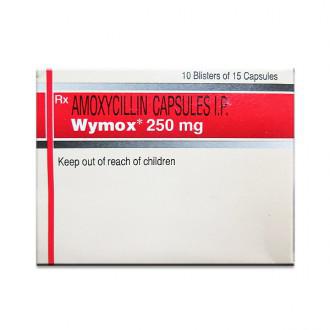 10 Blisters of 15 Capsules
Rx AMOXYCILLIN CAPSULES I.P.
Wymox* 250 mg
Keep out of reach of children